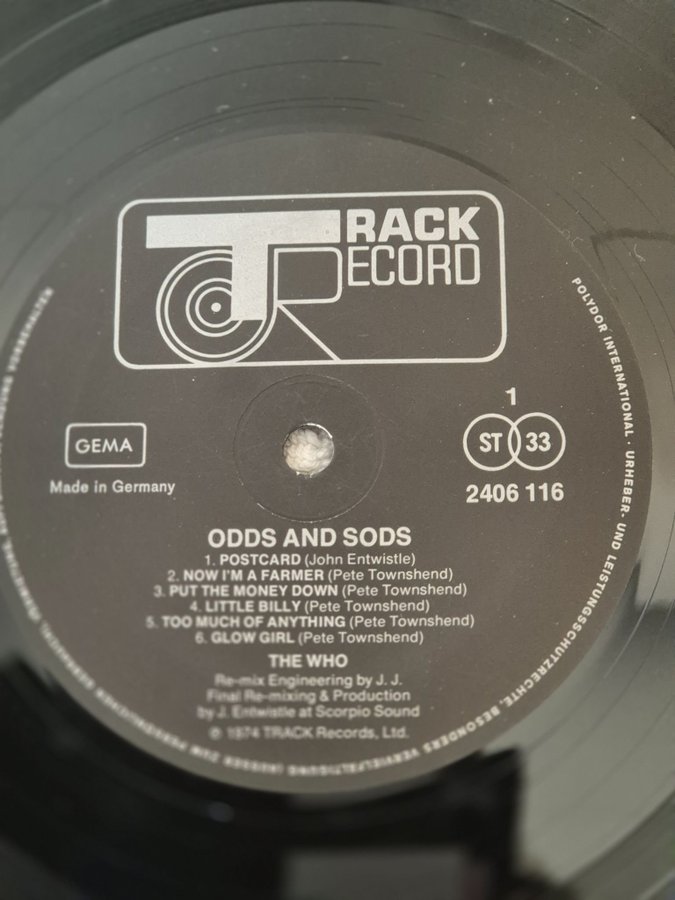 TRACK
RECORD
GEMA
Made in Germany
1
ST 33
2406 116
ODDS AND SODS
1. POSTCARD (John Entwistle)
2. NOW I'M A FARMER (Pete Townshend)
3. PUT THE MONEY DOWN (Pete Townshend)
4. LITTLE BILLY (Pete Townshend)
5. TOO MUCH OF ANYTHING (Pete Townshend)
6. GLOW GIRL (Pete Townshend)
THE WHO
Re-mix Engineering by J. J.
Final Re-mixing & Production
by J. Entwistle at Scorpio Sound
℗ 1974 TRACK Records, Ltd.
POLYDOR INTERNATIONAL · URHEBER- UND LEISTUNGSSCHUTZRECHTE, BESONDERS VERVIELFÄLTIGUNG (AUSSER ZUM PERSÖNLICHEN